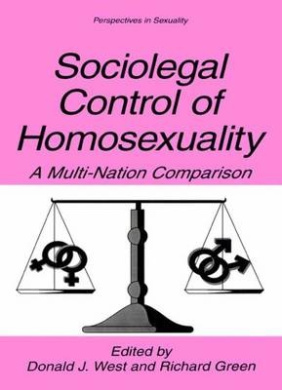 Perspectives in Sexuality
Sociolegal
Control of
Homosexuality
A Multi-Nation Comparison
Edited by
Donald J. West and Richard Green